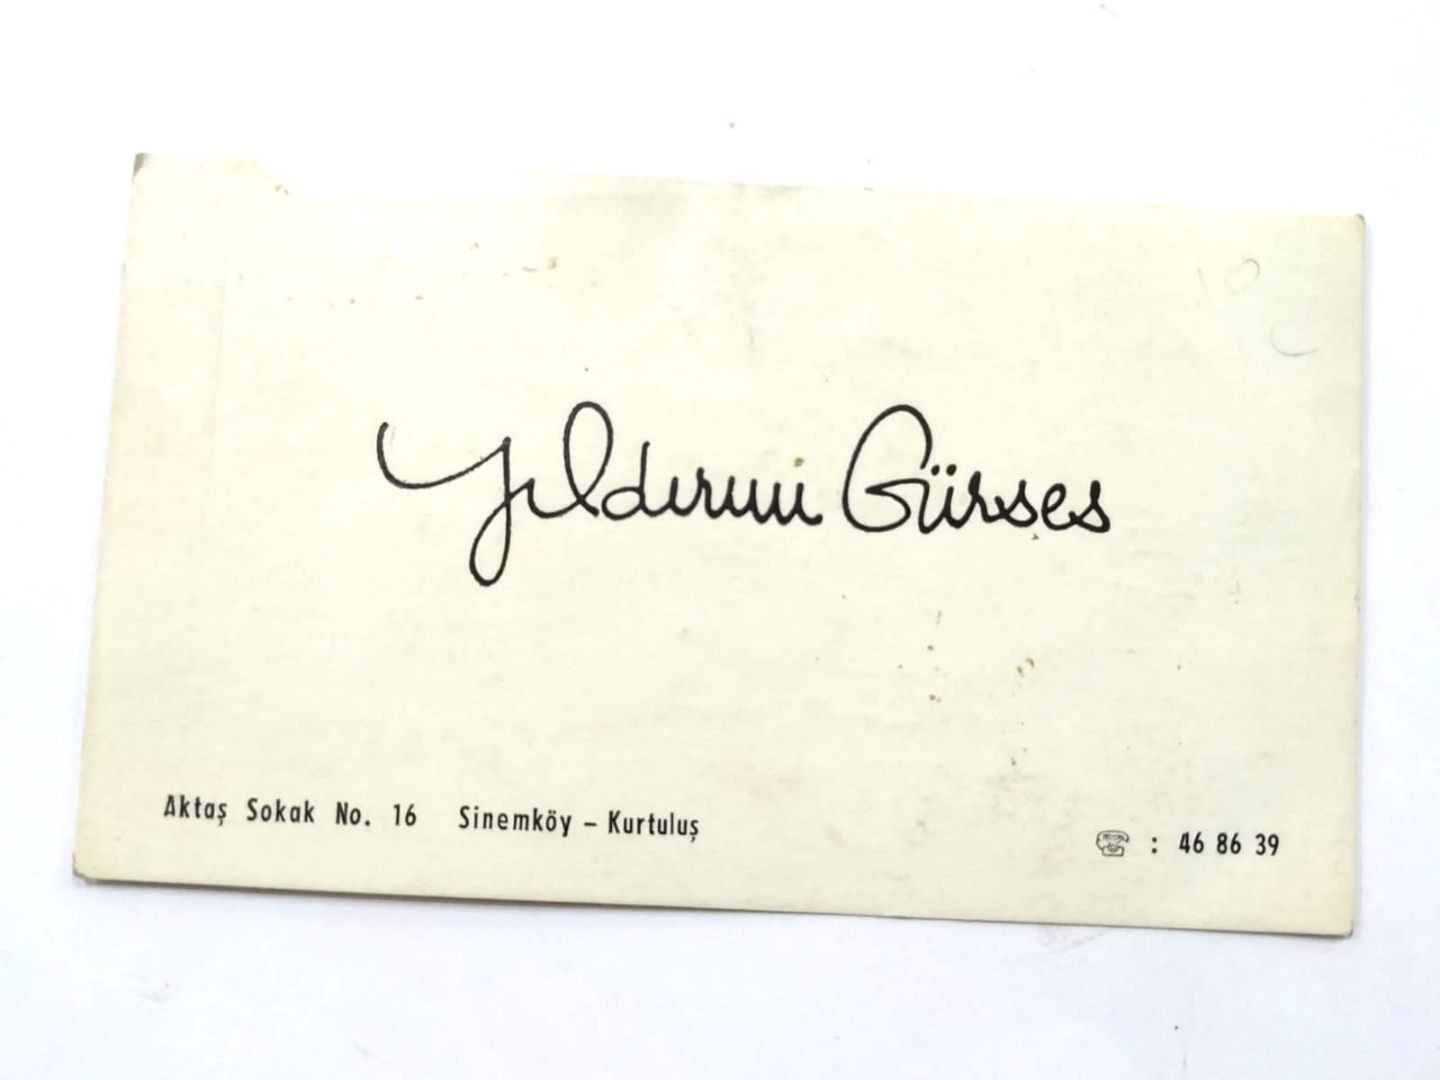 Yıldırım Gürses
Aktaş Sokak No. 16 Sinemköy – Kurtuluş
: 46 86 39